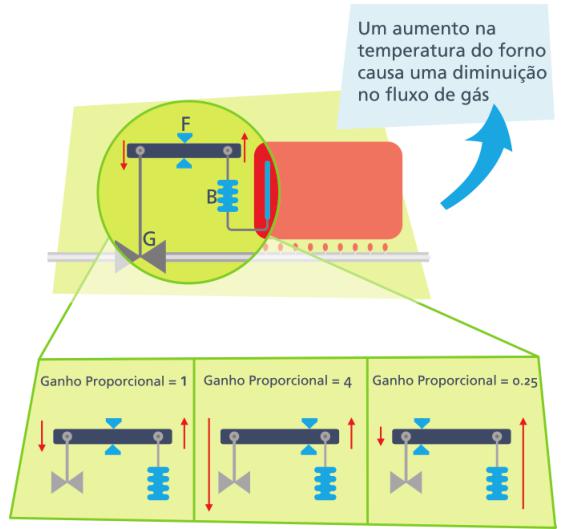 Um aumento na
temperatura do forno
causa uma diminuição
no fluxo de gás
F
B
G
Ganho Proporcional = 1
Ganho Proporcional = 4
Ganho Proporcional = 0.25